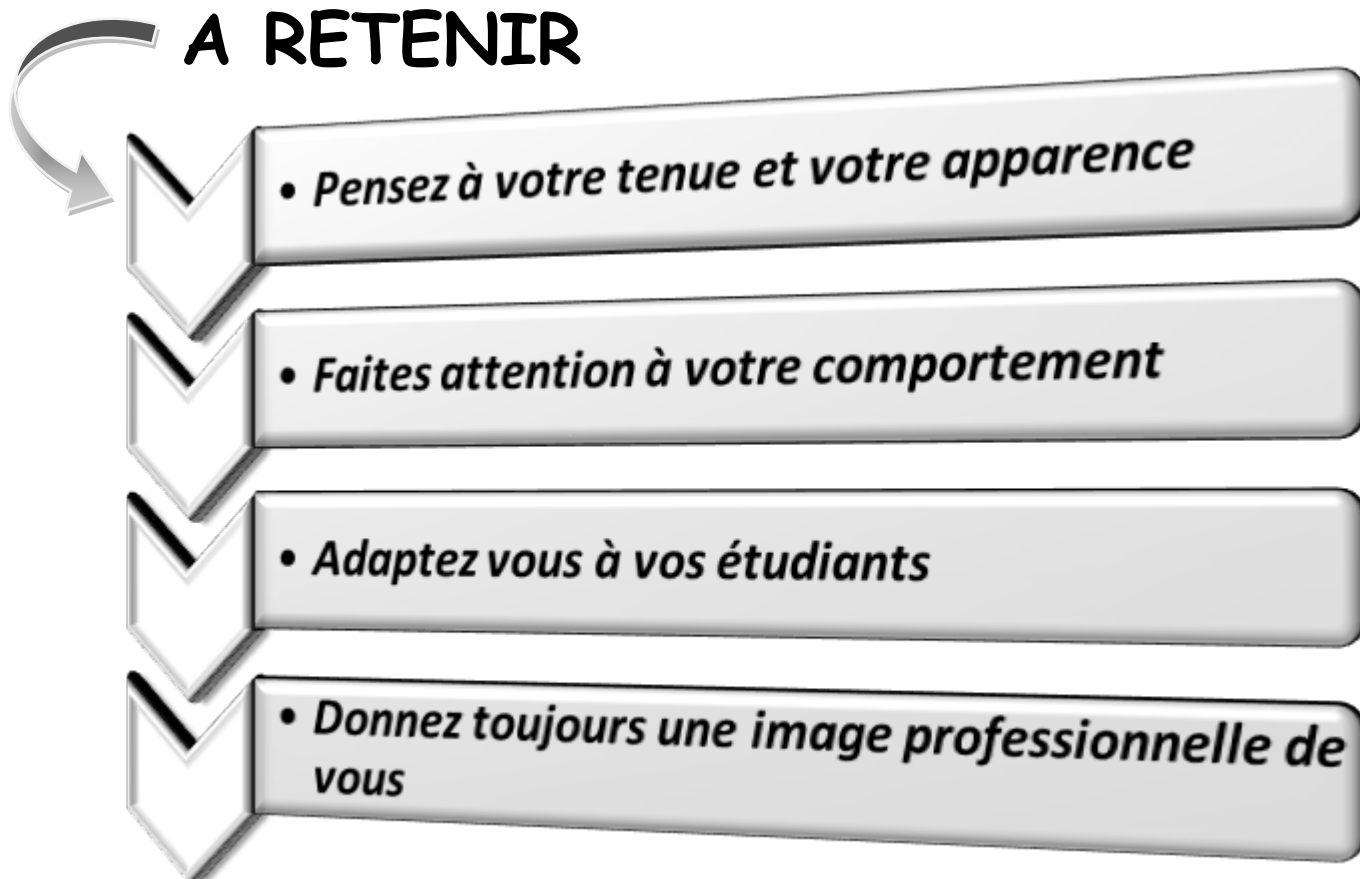 A RETENIR
• Pensez à votre tenue et votre apparence
• Faites attention à votre comportement
• Adaptez vous à vos étudiants
• Donnez toujours une image professionnelle de
vous